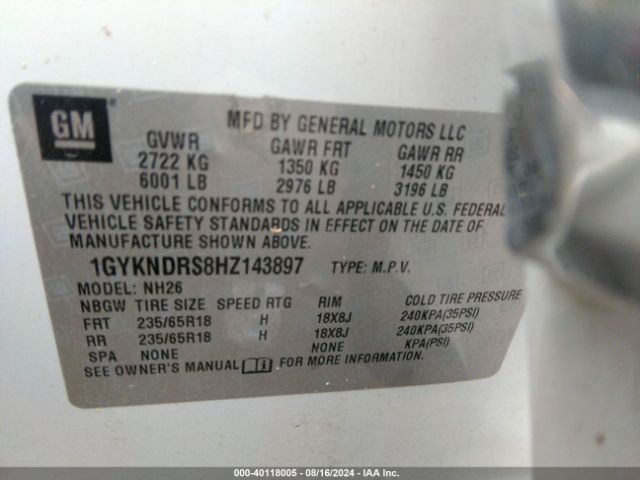 GM
MFD BY GENERAL MOTORS LLC
GVWR GAWR FRT GAWR RR
2722 KG 1350 KG 1450 KG
6001 LB 2976 LB 3196 LB
THIS VEHICLE CONFORMS TO ALL APPLICABLE U.S. FEDERAL
VEHICLE SAFETY STANDARDS IN EFFECT ON THE DATE OF
MANUFACTURE SHOWN ABOVE.
1GYKNDRS8HZ143897 TYPE: M.P.V.
MODEL: NH26
NBGW TIRE SIZE SPEED RTG RIM COLD TIRE PRESSURE
FRT 235/65R18 H 18X8J 240KPA(35PSI)
RR 235/65R18 H 18X8J 240KPA(35PSI)
SPA NONE NONE KPA(PSI)
SEE OWNER'S MANUAL FOR MORE INFORMATION.
000-40118005 / 08/16/2024 / IAA Inc.